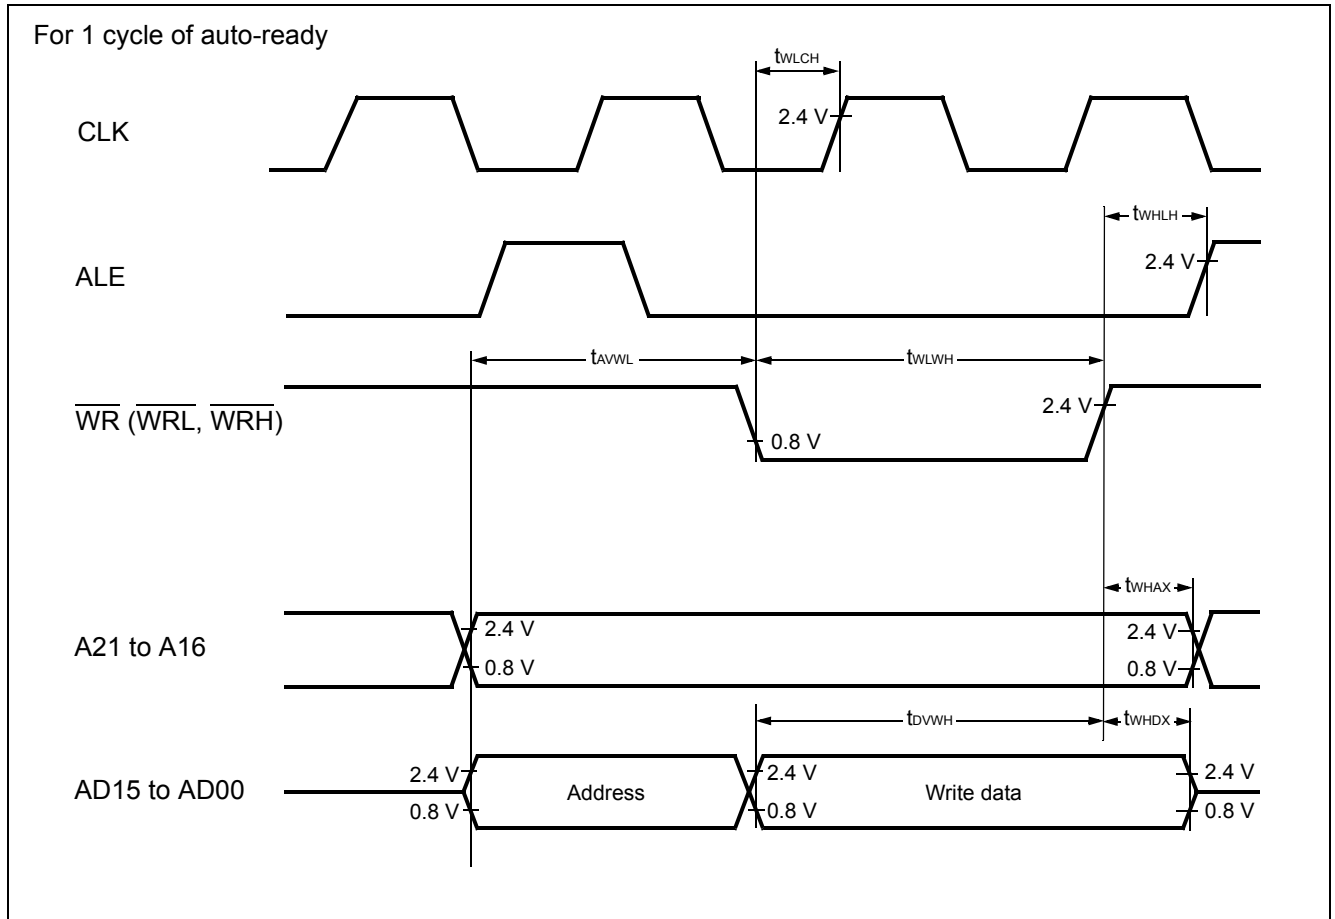 For 1 cycle of auto-ready
tWLCH
CLK
2.4 V
tWHLH
ALE
2.4 V
tAVWL
tWLWH
WR (WRL, WRH)
2.4 V
0.8 V
tWHAX
A21 to A16
2.4 V
2.4 V
0.8 V
0.8 V
tDVWH
tWHDX
AD15 to AD00
2.4 V
2.4 V
2.4 V
Address
Write data
0.8 V
0.8 V
0.8 V